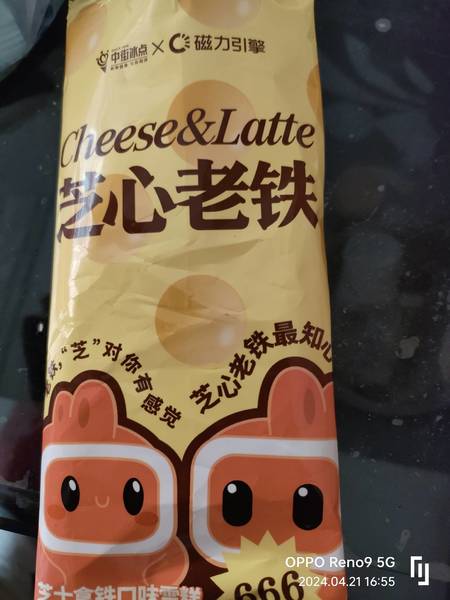 中街冰点 × 磁力引擎
Cheese&Latte
芝心老铁
“芝”对你有感觉
芝心老铁最知心
芝士拿铁口味雪糕
666
OPPO Reno9 5G
2024.04.21 16:55